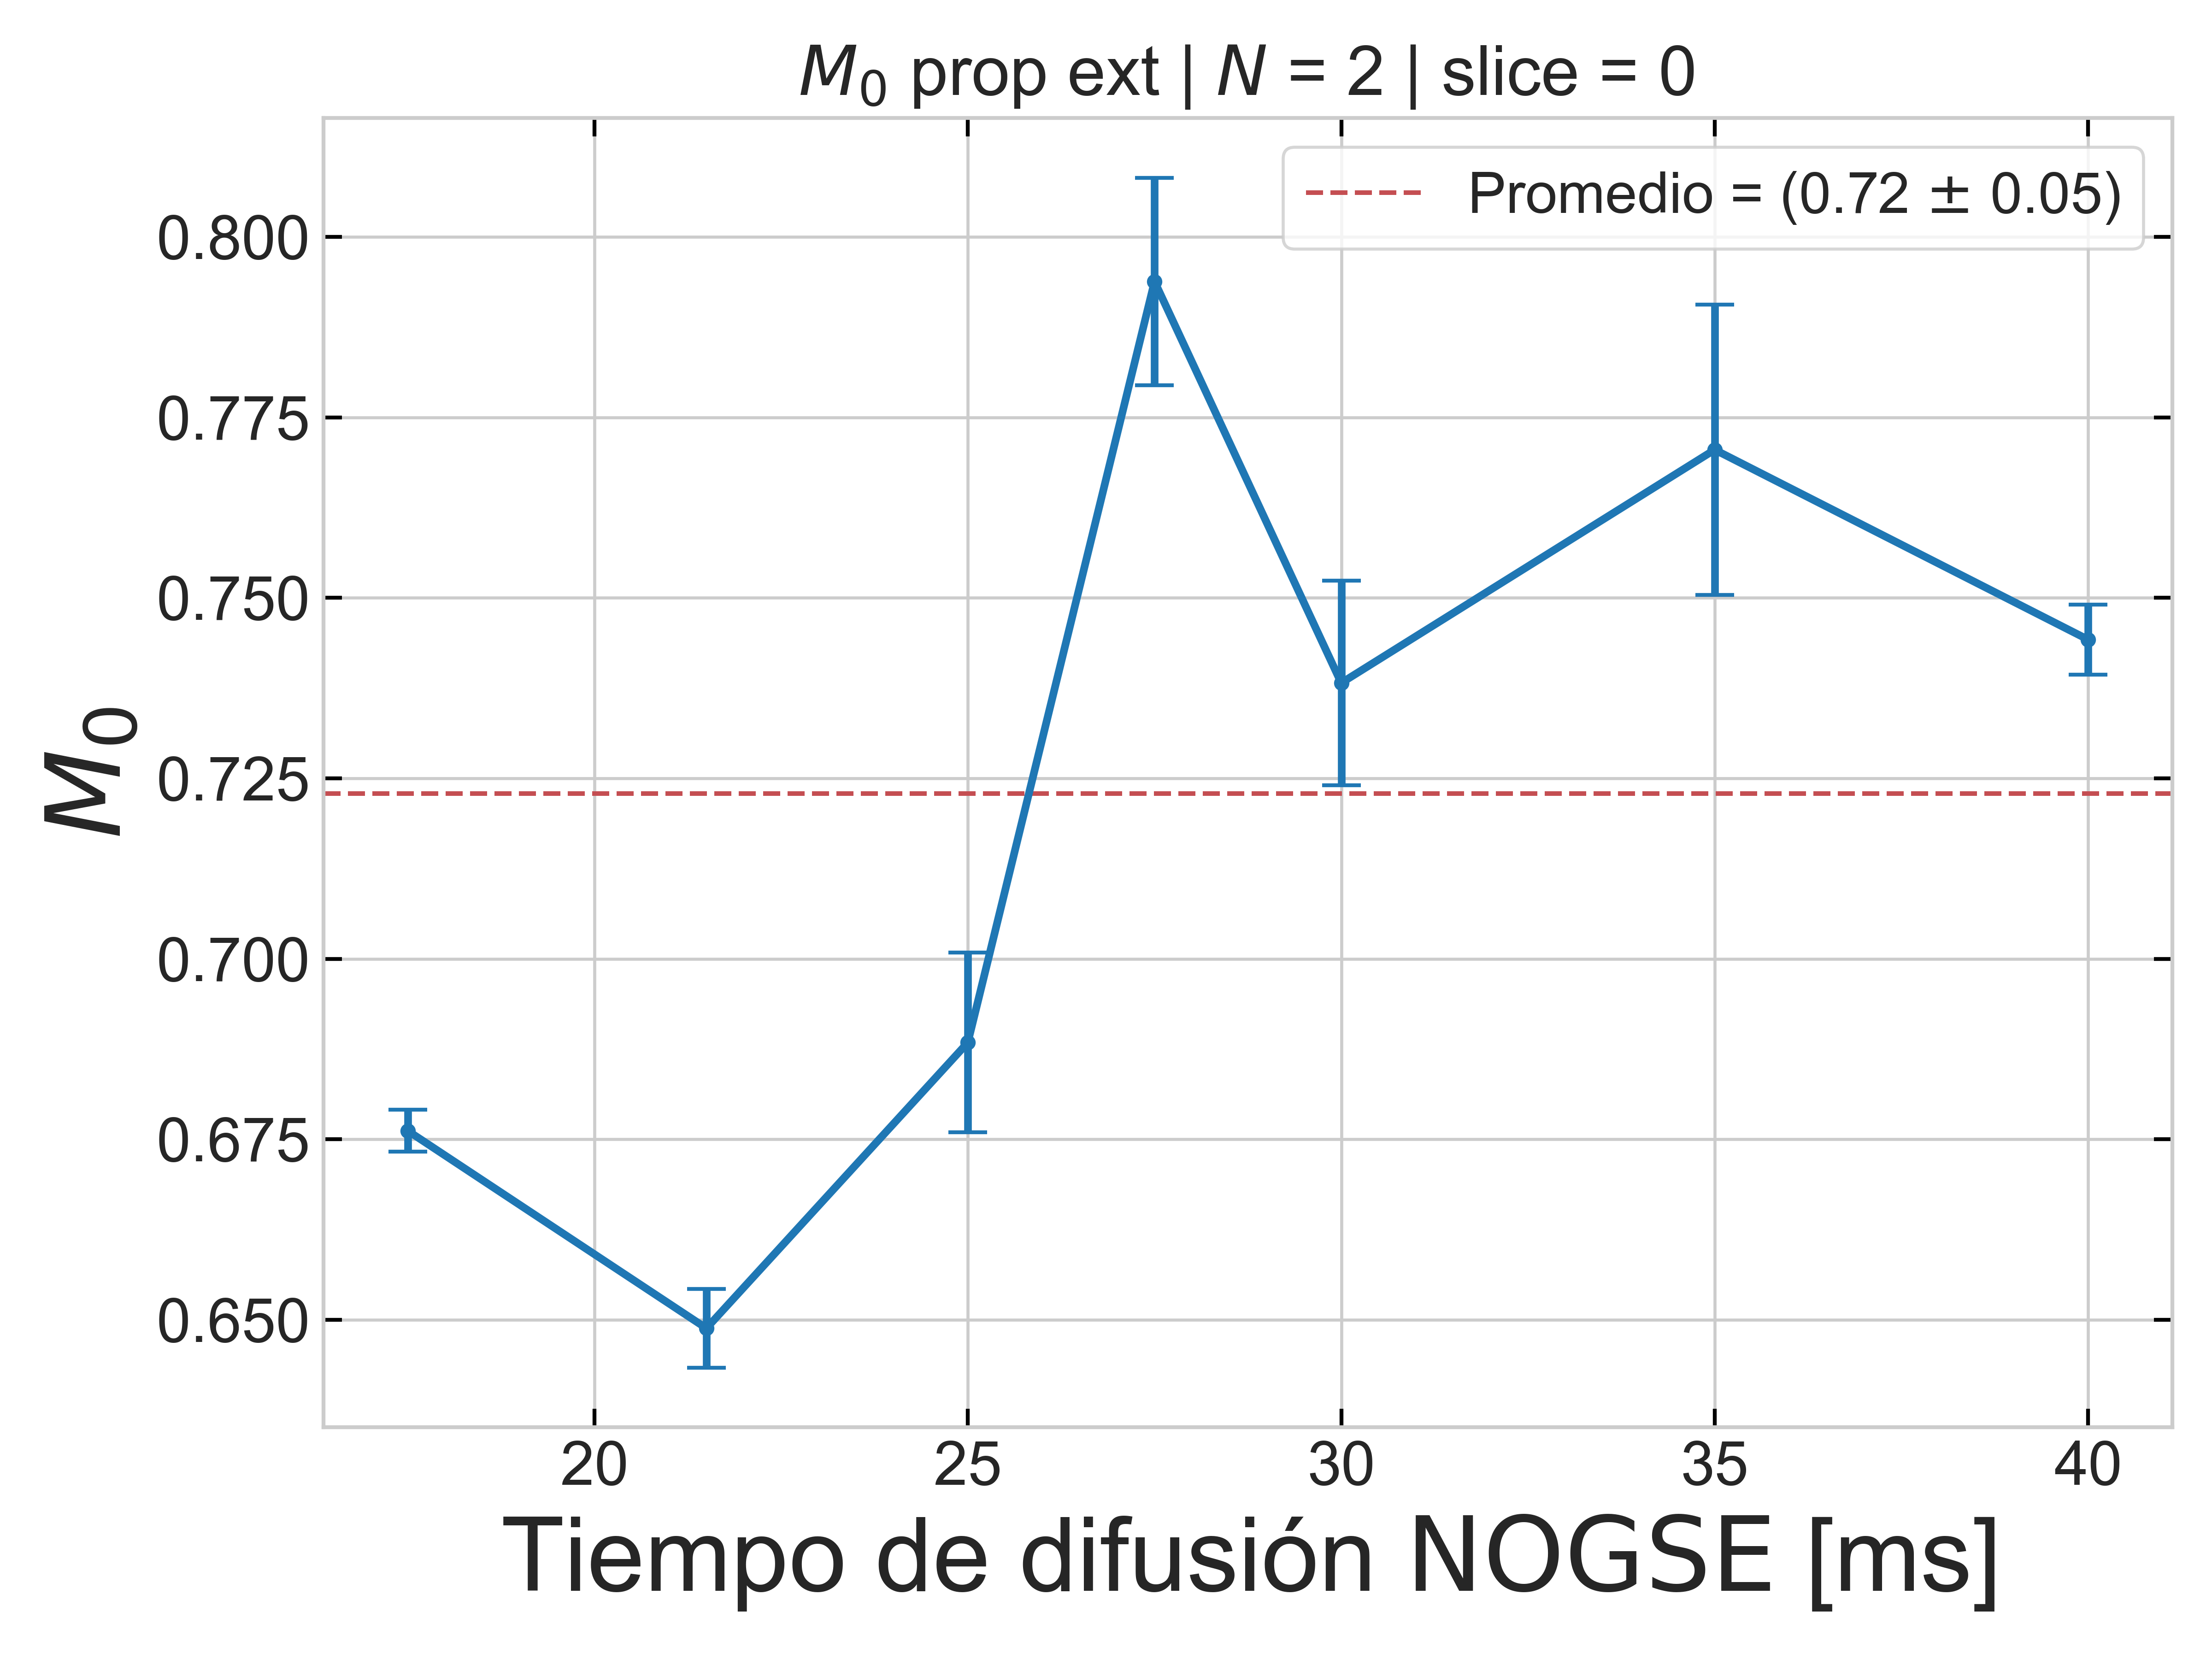 M₀ prop ext | N = 2 | slice = 0
Promedio = (0.72 ± 0.05)
0.800
0.775
0.750
0.725
0.700
0.675
0.650
M₀
20 25 30 35 40
Tiempo de difusión NOGSE [ms]